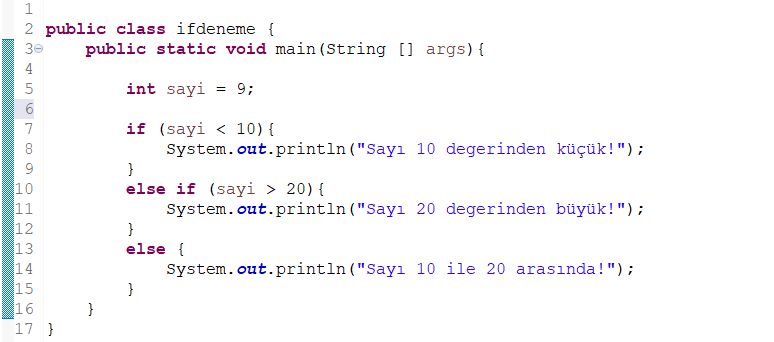 1
2 public class ifdeneme {
3 public static void main(String [] args){
4
5 int sayi = 9;
6
7 if (sayi < 10){
8 System.out.println("Sayı 10 degerinden küçük!");
9 }
10 else if (sayi > 20){
11 System.out.println("Sayı 20 degerinden büyük!");
12 }
13 else {
14 System.out.println("Sayı 10 ile 20 arasında!");
15 }
16 }
17 }